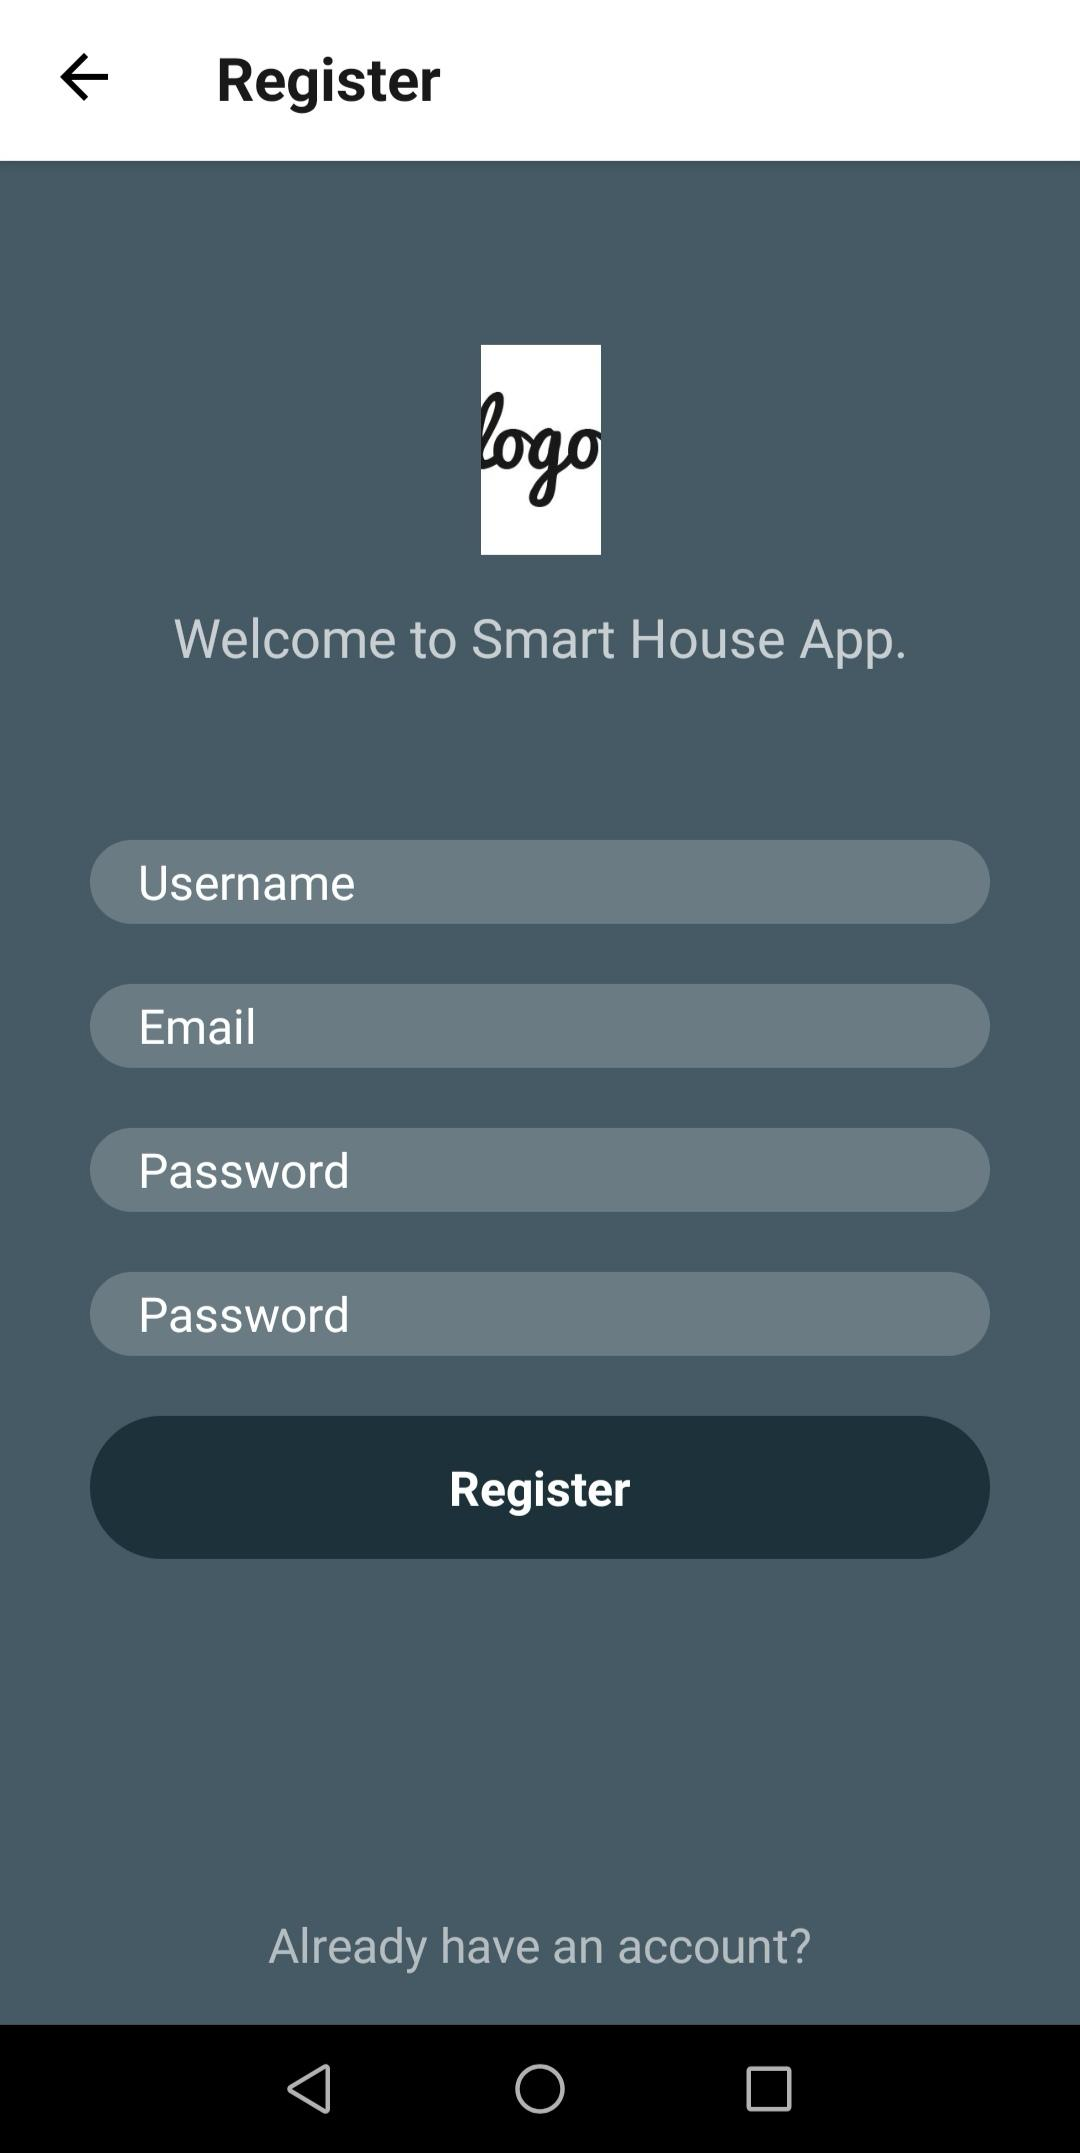 Register
logo
Welcome to Smart House App.
Username
Email
Password
Password
Register
Already have an account?